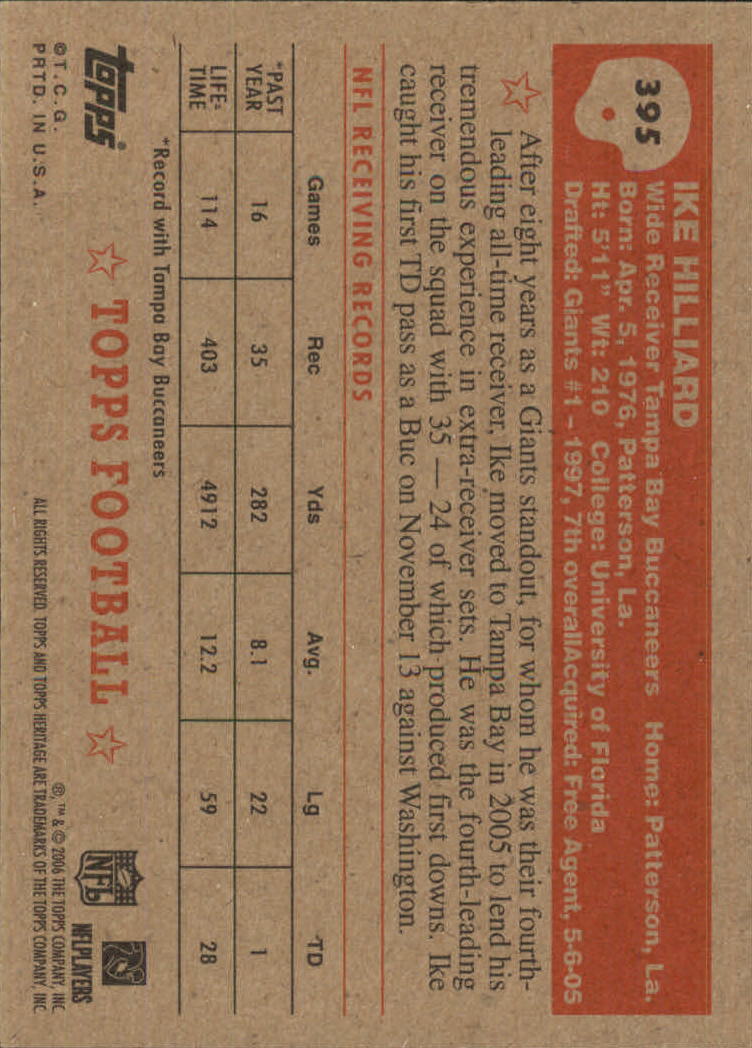 395
IKE HILLIARD
Wide Receiver Tampa Bay Buccaneers Home: Patterson, La.
Born: Apr. 5, 1976, Patterson, La.
Ht: 5'11" Wt: 210 College: University of Florida
Drafted: Giants #1 – 1997, 7th overallAcquired: Free Agent, 5-6-05
After eight years as a Giants standout, for whom he was their fourth-
leading all-time receiver, Ike moved to Tampa Bay in 2005 to lend his
tremendous experience in extra-receiver sets. He was the fourth-leading
receiver on the squad with 35 — 24 of which produced first downs. Ike
caught his first TD pass as a Buc on November 13 against Washington.
NFL RECEIVING RECORDS
Games Rec Yds Avg. Lg TD
*PAST YEAR 16 35 282 8.1 22 1
LIFE-TIME 114 403 4912 12.2 59 28
*Record with Tampa Bay Buccaneers
topps®
TOPPS FOOTBALL
NFL
NFLPLAYERS
©T.C.G.
PRTD. IN U.S.A.
®, ™ & © 2006 THE TOPPS COMPANY, INC
ALL RIGHTS RESERVED. TOPPS AND TOPPS HERITAGE ARE TRADEMARKS OF THE TOPPS COMPANY, INC